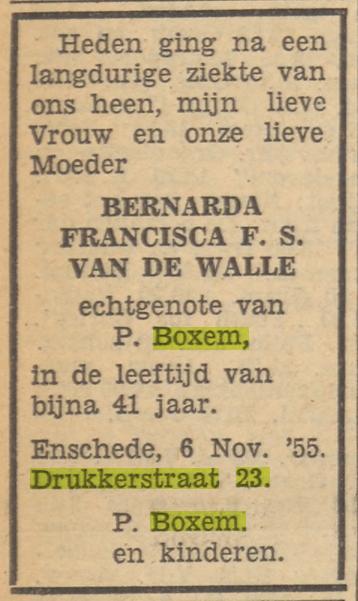 Heden ging na een
langdurige ziekte van
ons heen, mijn lieve
Vrouw en onze lieve
Moeder
BERNARDA
FRANCISCA F. S.
VAN DE WALLE
echtgenote van
P. Boxem,
in de leeftijd van
bijna 41 jaar.
Enschede, 6 Nov. '55.
Drukkerstraat 23.
P. Boxem.
en kinderen.